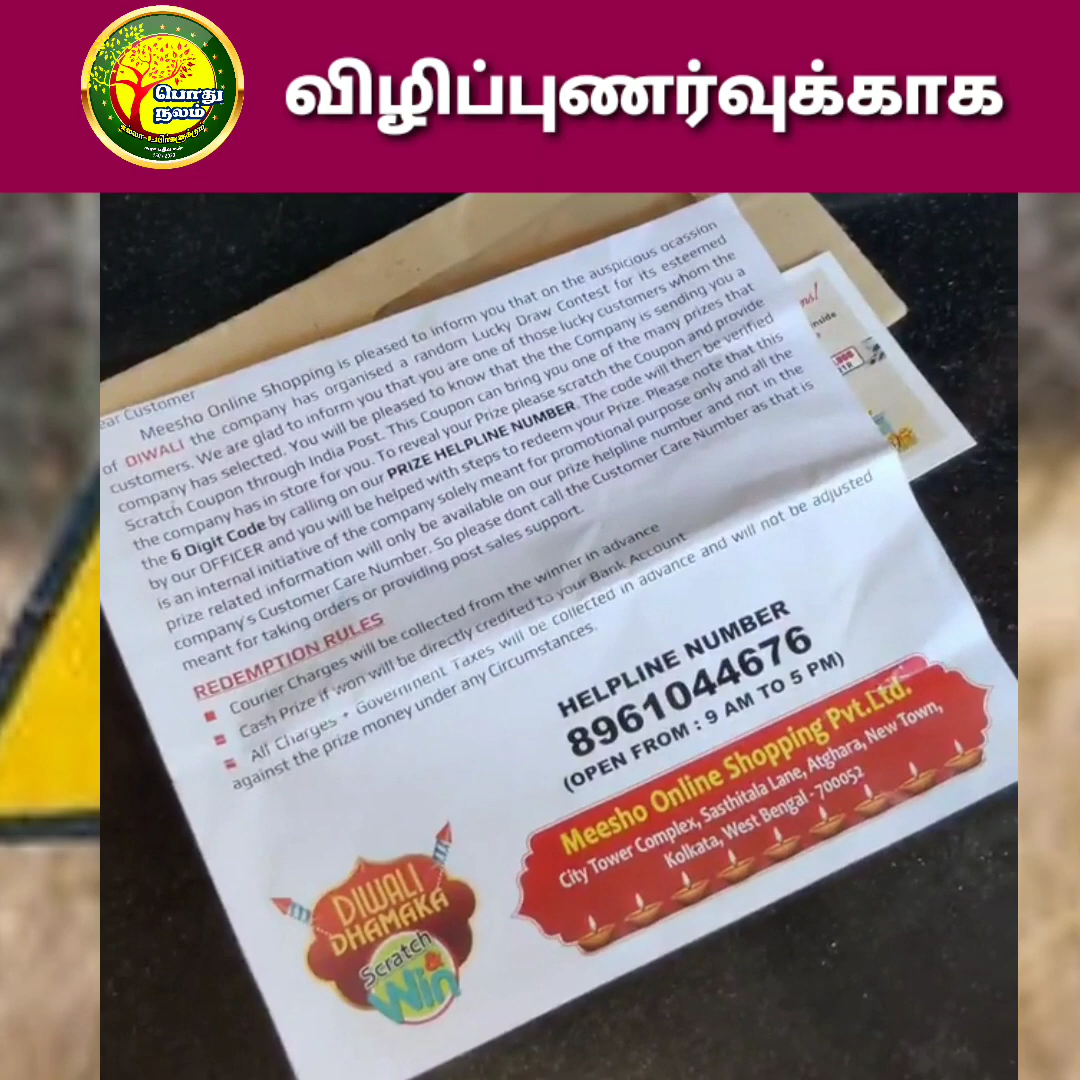 பொது
நலம்
விழிப்புணர்வுக்காக
ear Customer
Meesho Online Shopping is pleased to inform you that on the auspicious ocassion
of DIWALI the company has organised a random Lucky Draw Contest for its esteemed
customers. We are glad to inform you that you are one of those lucky customers whom the
company has selected. You will be pleased to know that the the Company is sending you a
Scratch Coupon through India Post. This Coupon can bring you one of the many prizes that
the company has in store for you. To reveal your Prize please scratch the Coupon and provide
the 6 Digit Code by calling on our PRIZE HELPLINE NUMBER. The code will then be verified
by our OFFICER and you will be helped with steps to redeem your Prize. Please note that this
is an internal initiative of the company solely meant for promotional purpose only and all the
prize related information will only be available on our prize helpline number and not in the
company's Customer Care Number. So please dont call the Customer Care Number as that is
meant for taking orders or providing post sales support.
REDEMPTION RULES
Courier Charges will be collected from the winner in advance
Cash Prize if won will be directly credited to your Bank Account
All Charges + Government Taxes will be collected in advance and will not be adjusted
against the prize money under any Circumstances.
HELPLINE NUMBER
8961044676
(OPEN FROM : 9 AM TO 5 PM)
Meesho Online Shopping Pvt.Ltd.
City Tower Complex, Sasthitala Lane, Atghara, New Town,
Kolkata, West Bengal - 700052
DIWALI
DHAMAKA
Scratch
&
Win